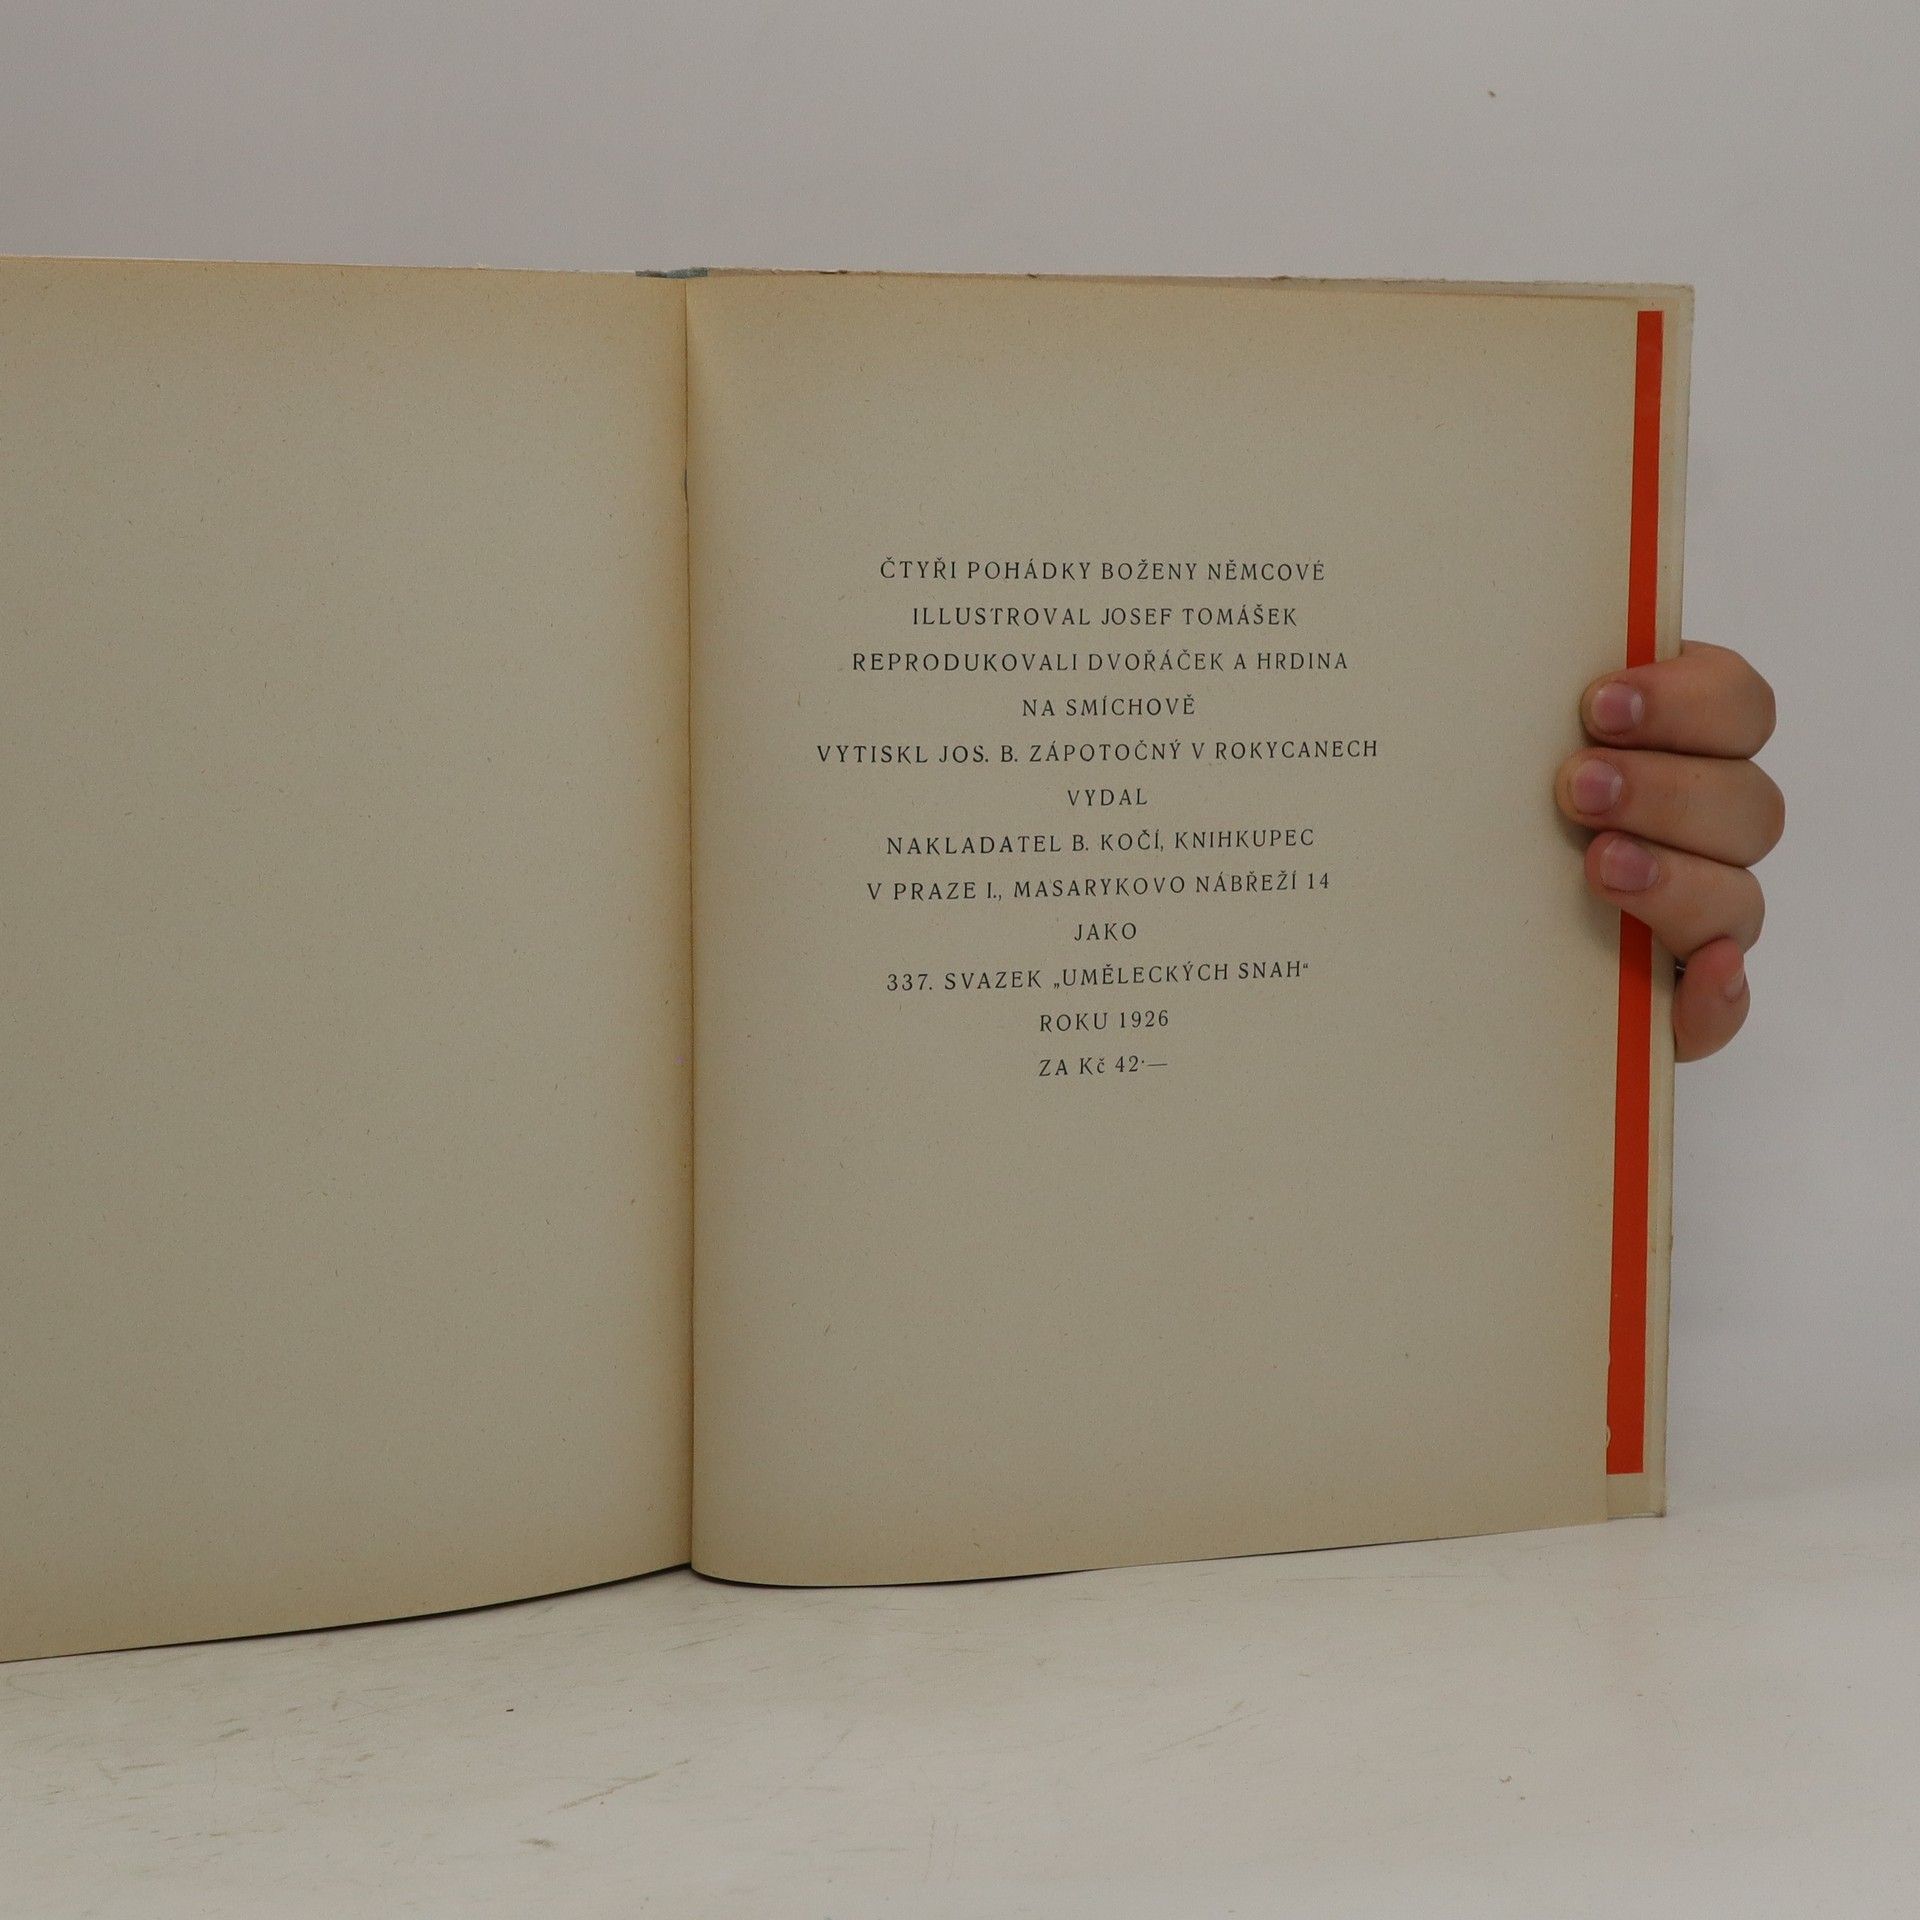 ČTYŘI POHÁDKY BOŽENY NĚMCOVÉ
ILLUSTROVAL JOSEF TOMÁŠEK
REPRODUKOVALI DVOŘÁČEK A HRDINA
NA SMÍCHOVĚ
VYTISKL JOS. B. ZÁPOTOČNÝ V ROKYCANECH
VYDAL
NAKLADATEL B. KOČÍ, KNIHKUPEC
V PRAZE I., MASARYKOVO NÁBŘEŽÍ 14
JAKO
337. SVAZEK „UMĚLECKÝCH SNAH“
ROKU 1926
ZA Kč 42·—